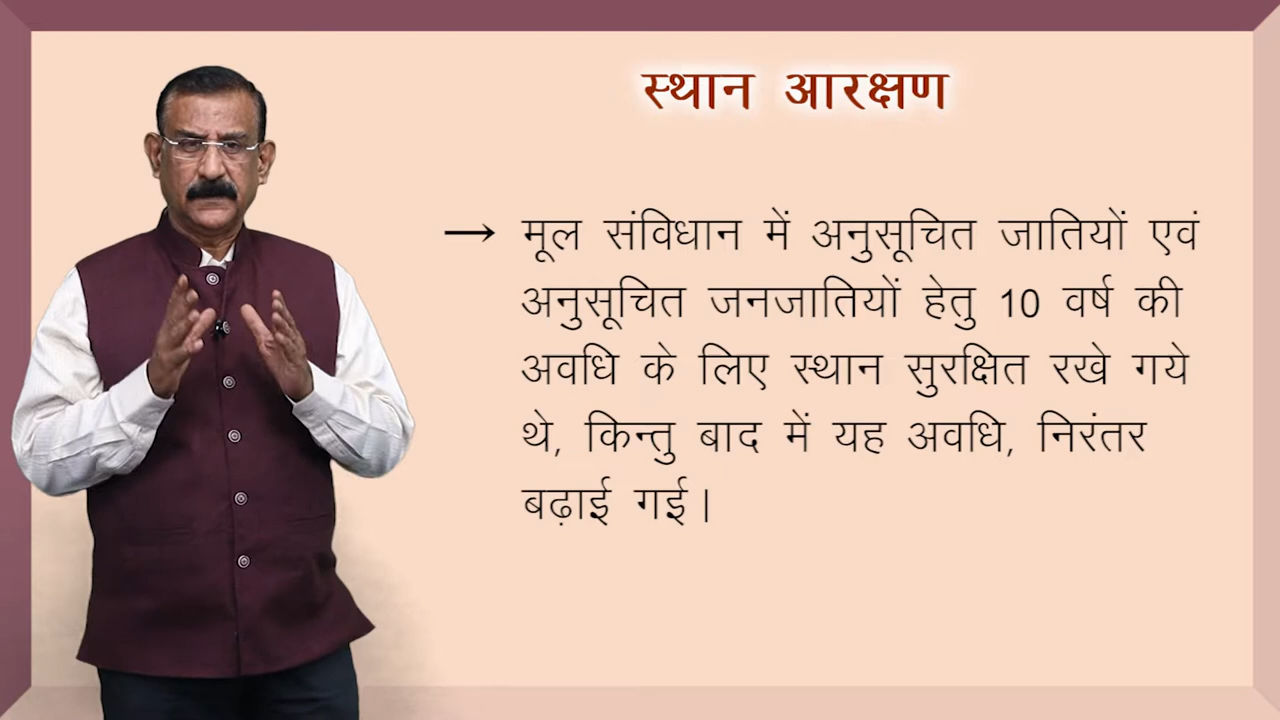 स्थान आरक्षण
→ मूल संविधान में अनुसूचित जातियों एवं
अनुसूचित जनजातियों हेतु 10 वर्ष की
अवधि के लिए स्थान सुरक्षित रखे गये
थे, किन्तु बाद में यह अवधि, निरंतर
बढ़ाई गई।